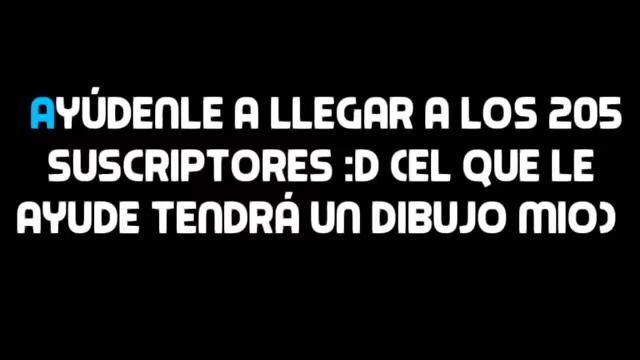 AYÚDENLE A LLEGAR A LOS 205
SUSCRIPTORES :D (EL QUE LE
AYUDE TENDRÁ UN DIBUJO MIO)